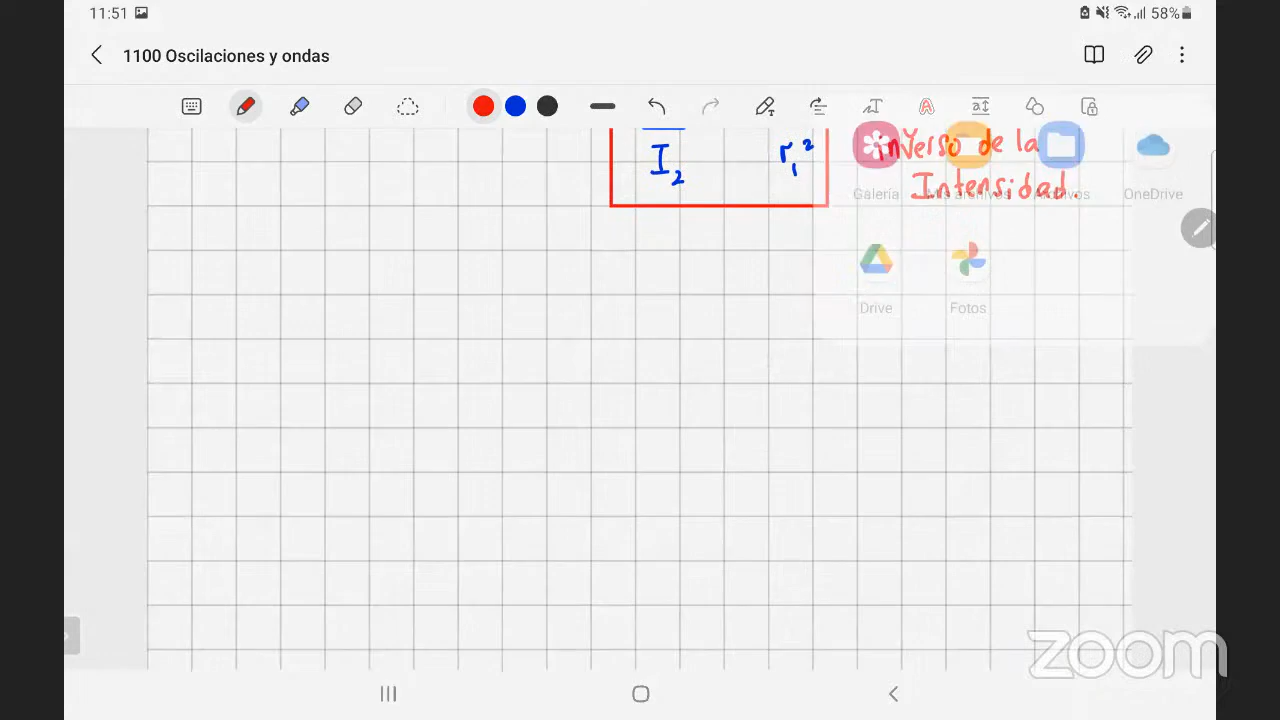 11:51
58%
1100 Oscilaciones y ondas
inverso de la
I₂ r₁²
Intensidad.
Galería Mis archivos Archivos OneDrive
Drive Fotos
zoom